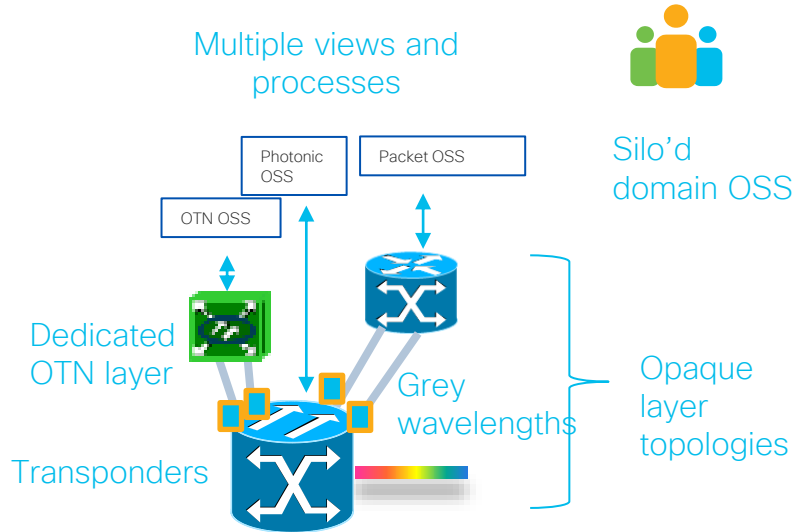 Multiple views and
processes
Silo’d
domain OSS
Photonic
OSS
Packet OSS
OTN OSS
Dedicated
OTN layer
Grey
wavelengths
Opaque
layer
topologies
Transponders